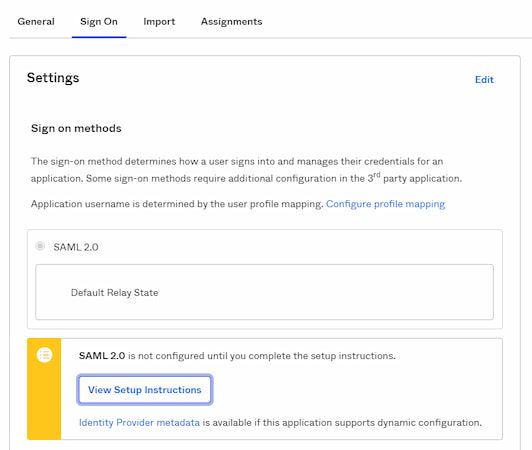 General Sign On Import Assignments
Settings
Edit
Sign on methods
The sign-on method determines how a user signs into and manages their credentials for an
application. Some sign-on methods require additional configuration in the 3rd party application.
Application username is determined by the user profile mapping. Configure profile mapping
SAML 2.0
Default Relay State
SAML 2.0 is not configured until you complete the setup instructions.
View Setup Instructions
Identity Provider metadata is available if this application supports dynamic configuration.